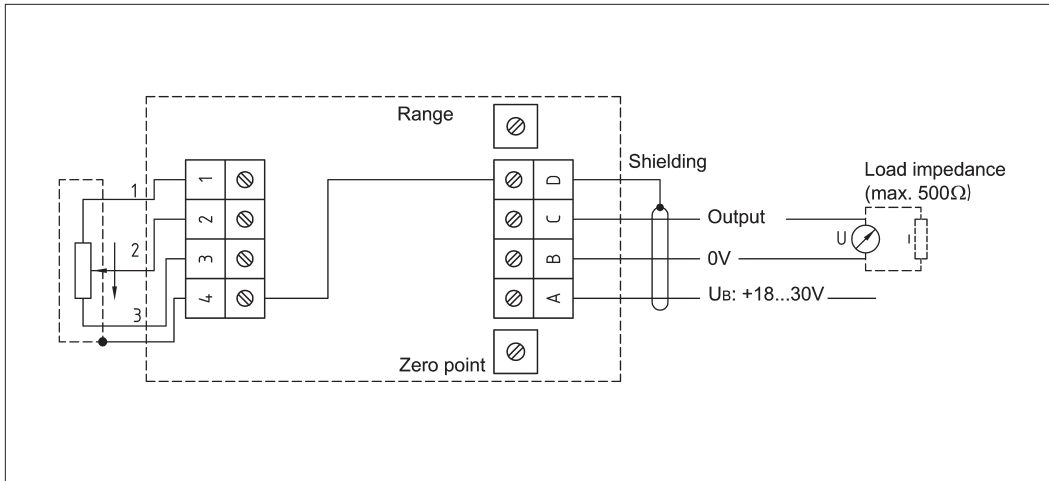 Range
Shielding
Load impedance
(max. 500Ω)
1
1
D
2
2
C
Output
U
I
3
B
0V
4
A
UB: +18...30V
3
Zero point